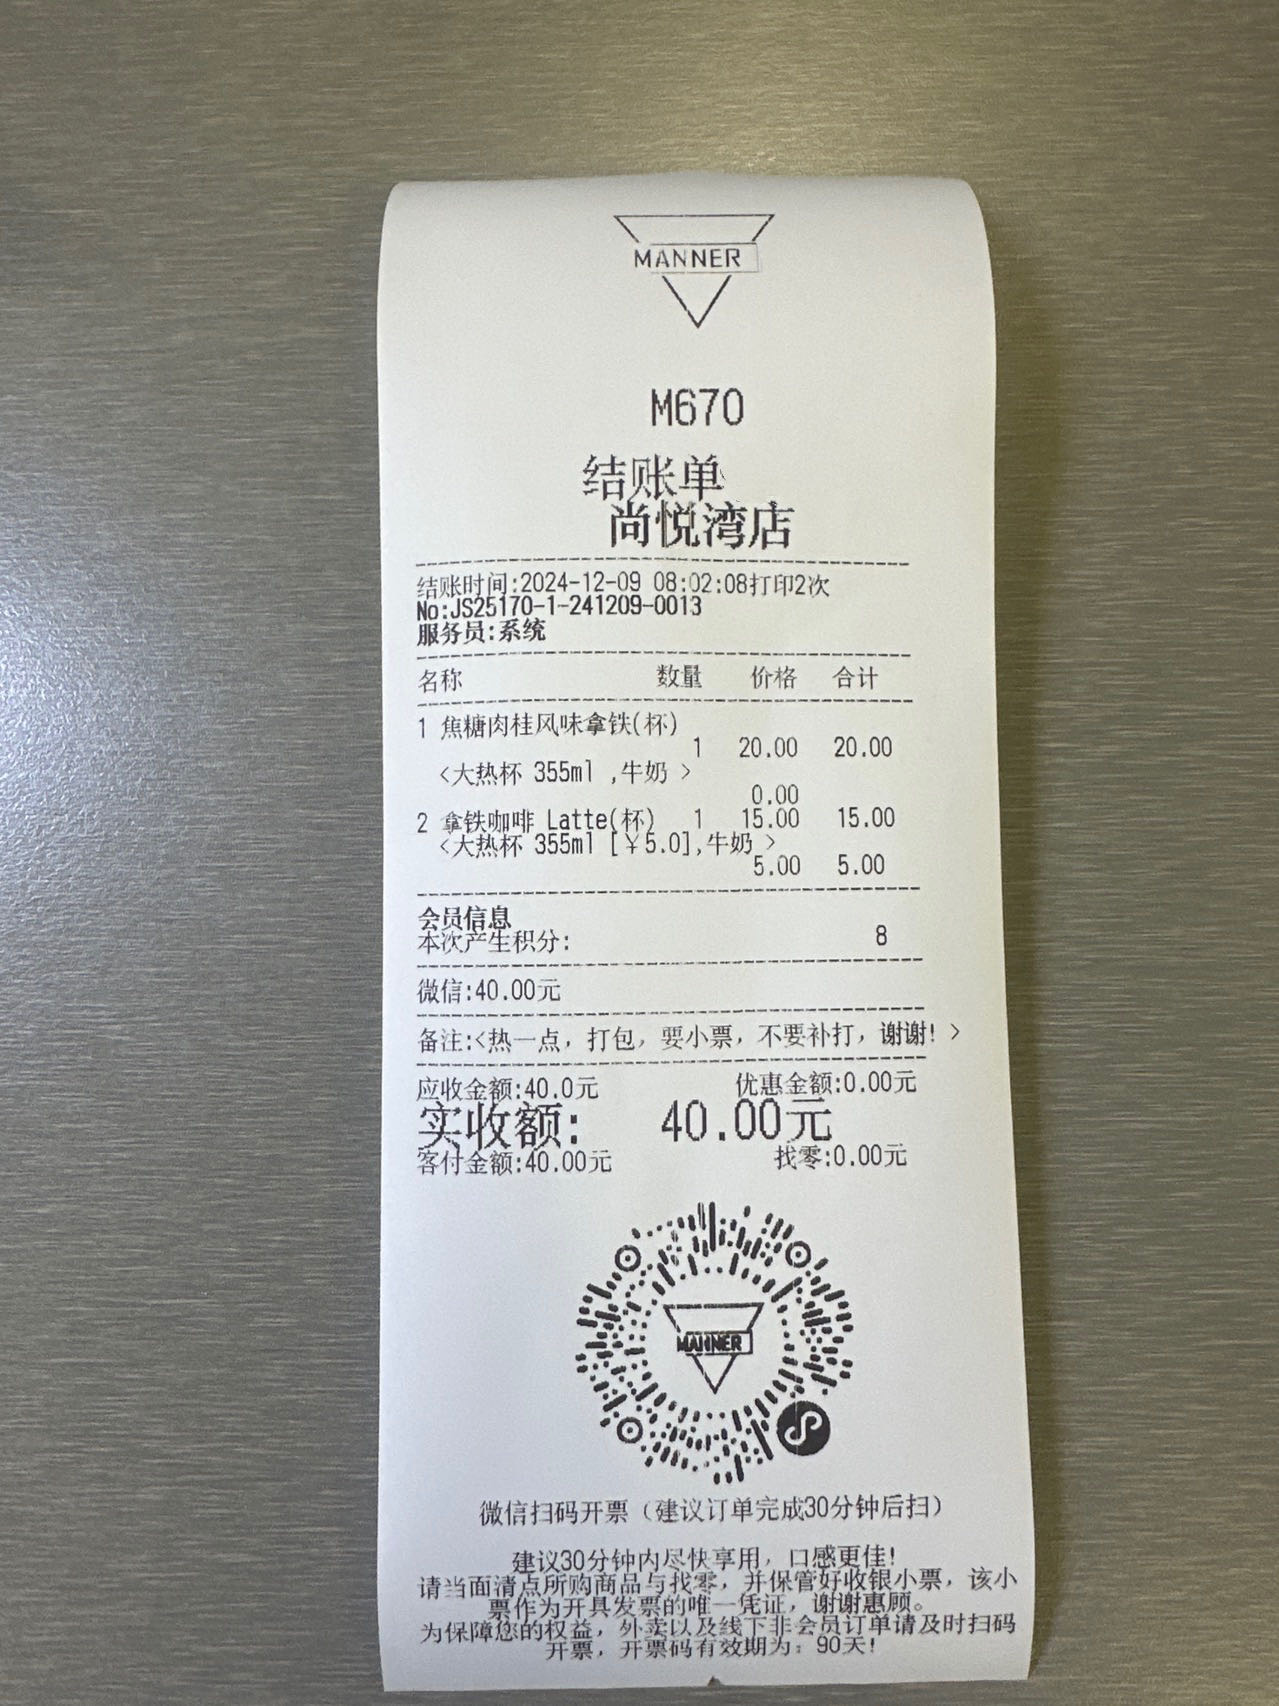 MANNER
M670
结账单
尚悦湾店
结账时间:2024-12-09 08:02:08打印2次
No:JS25170-1-241209-0013
服务员:系统
名称 数量 价格 合计
1 焦糖肉桂风味拿铁(杯)
1 20.00 20.00
<大热杯 355ml ,牛奶 >
0.00
2 拿铁咖啡 Latte(杯) 1 15.00 15.00
<大热杯 355ml [￥5.0],牛奶 >
5.00 5.00
会员信息
本次产生积分: 8
微信:40.00元
备注:<热一点，打包，要小票，不要补打，谢谢! >
应收金额:40.0元 优惠金额:0.00元
实收额: 40.00元
客付金额:40.00元 找零:0.00元
MANNER
微信扫码开票（建议订单完成30分钟后扫）
建议30分钟内尽快享用，口感更佳!
请当面清点所购商品与找零，并保管好收银小票，该小
票作为开具发票的唯一凭证，谢谢惠顾。
为保障您的权益，外卖以及线下非会员订单请及时扫码
开票，开票码有效期为：90天!